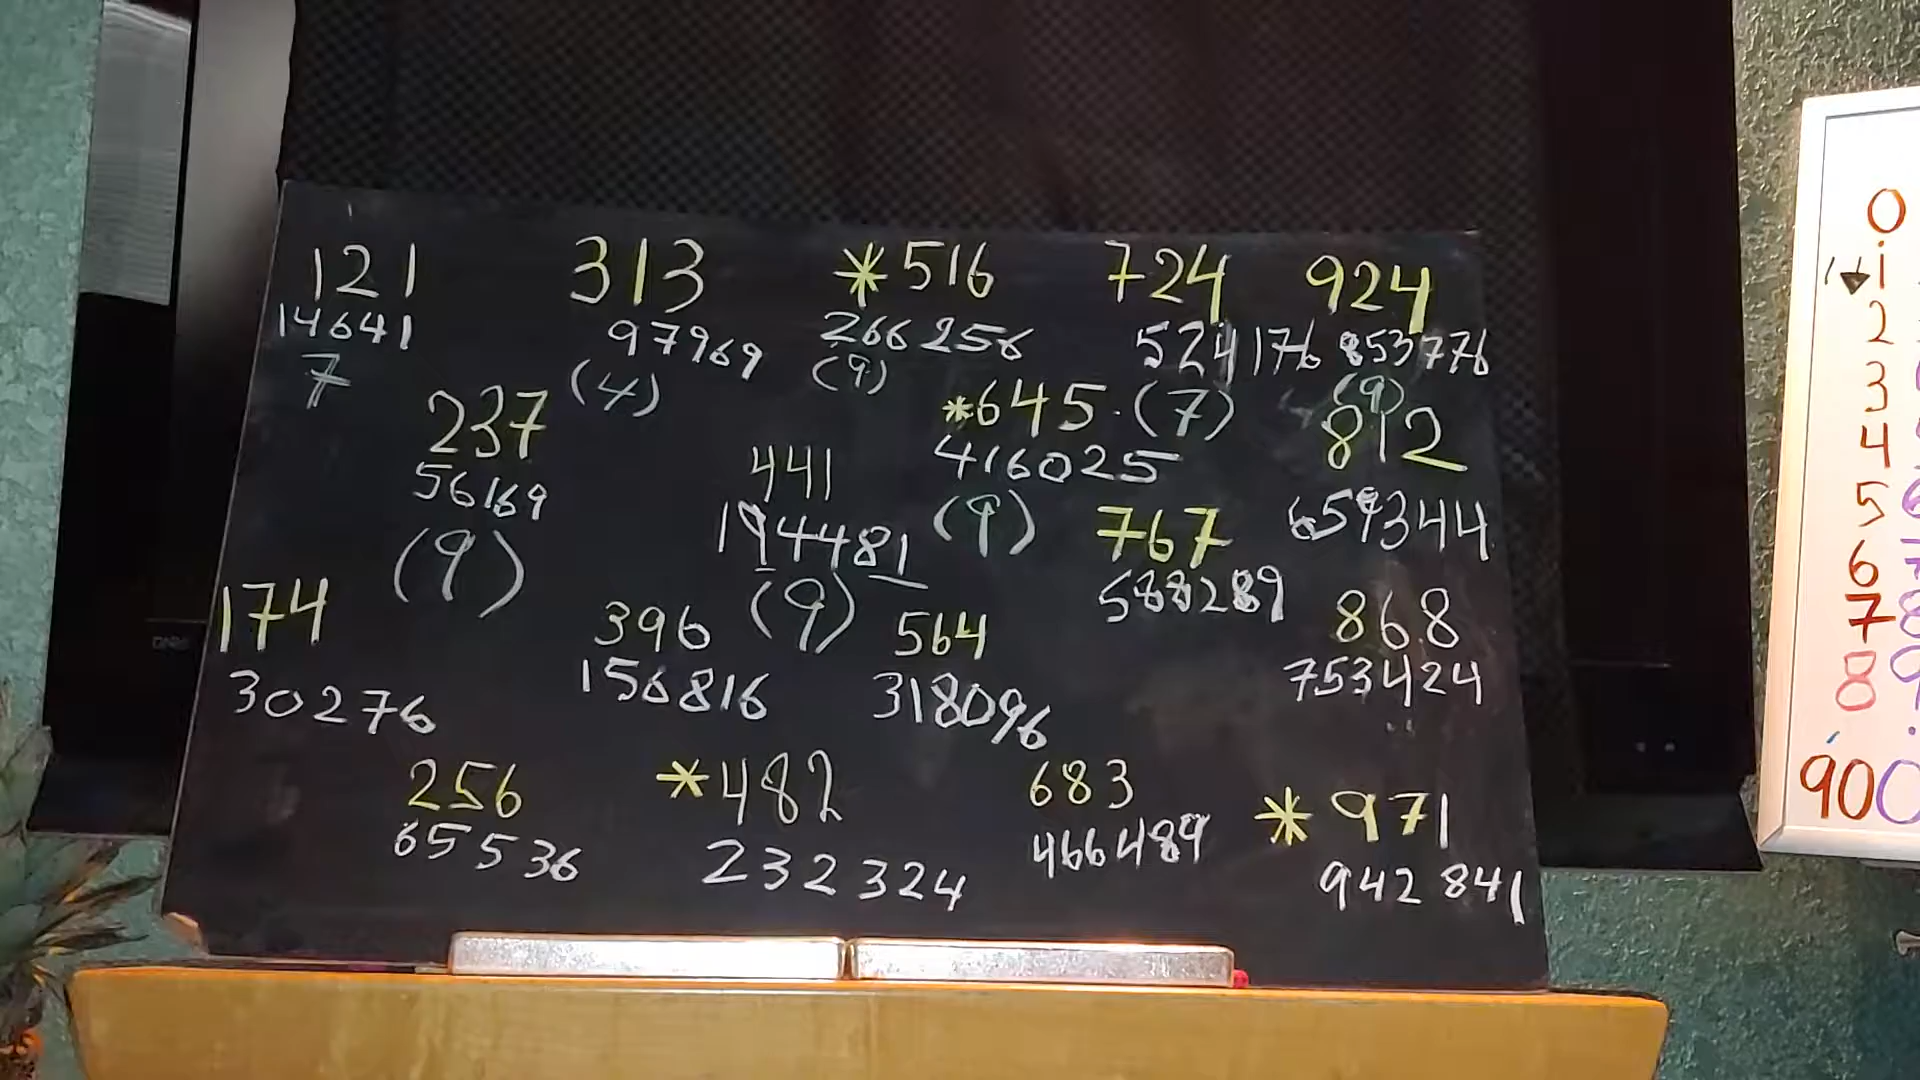 121 313 *516 724 924
14641 97969 266256 524176 853776
7 (4) (9) (9)
237 *645.(7) 812
56169 441 416025 659344
(9) 194481 (9) 767
(9) 588289
174 396 564 868
30276 156816 318096 753424
256 *482 683 *971
65536 232324 466489 942841
0
1
2
3
4
5
6
7
8
900